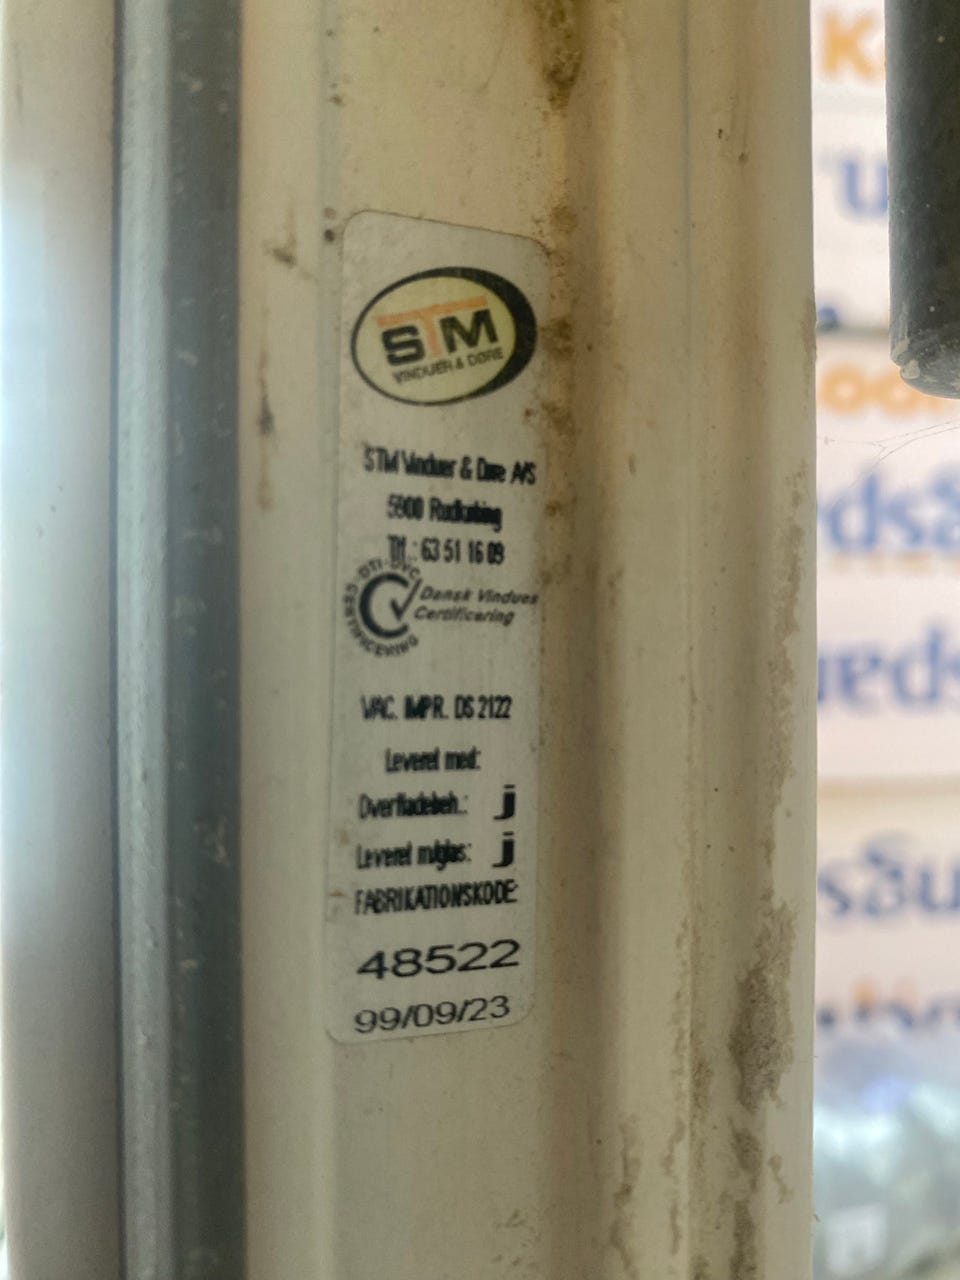 STM
VINDUER & DØRE
STM Vinduer & Døre A/S
5900 Rudkøbing
Tlf.: 63 51 16 09
DTI·DVC CERTIFICERING
Dansk Vindues
Certificering
VAC. IMPR. DS 2122
Leveret med:
Overfladebeh.: j
Leveret m/glas: j
FABRIKATIONSKODE:
48522
99/09/23